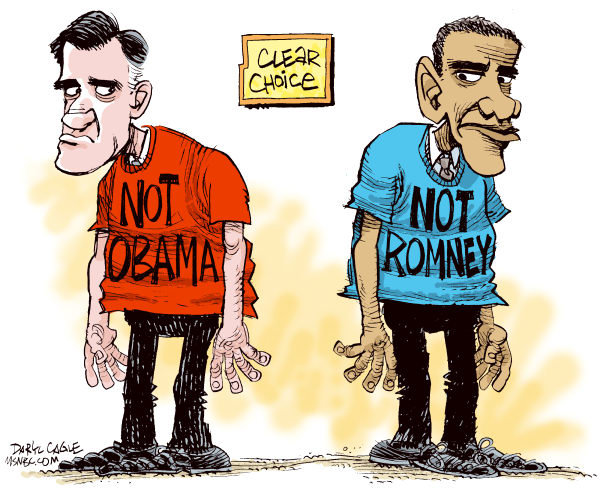 CLEAR
CHOICE
NOT
OBAMA
NOT
ROMNEY
DARYL CAGLE
MSNBC.COM